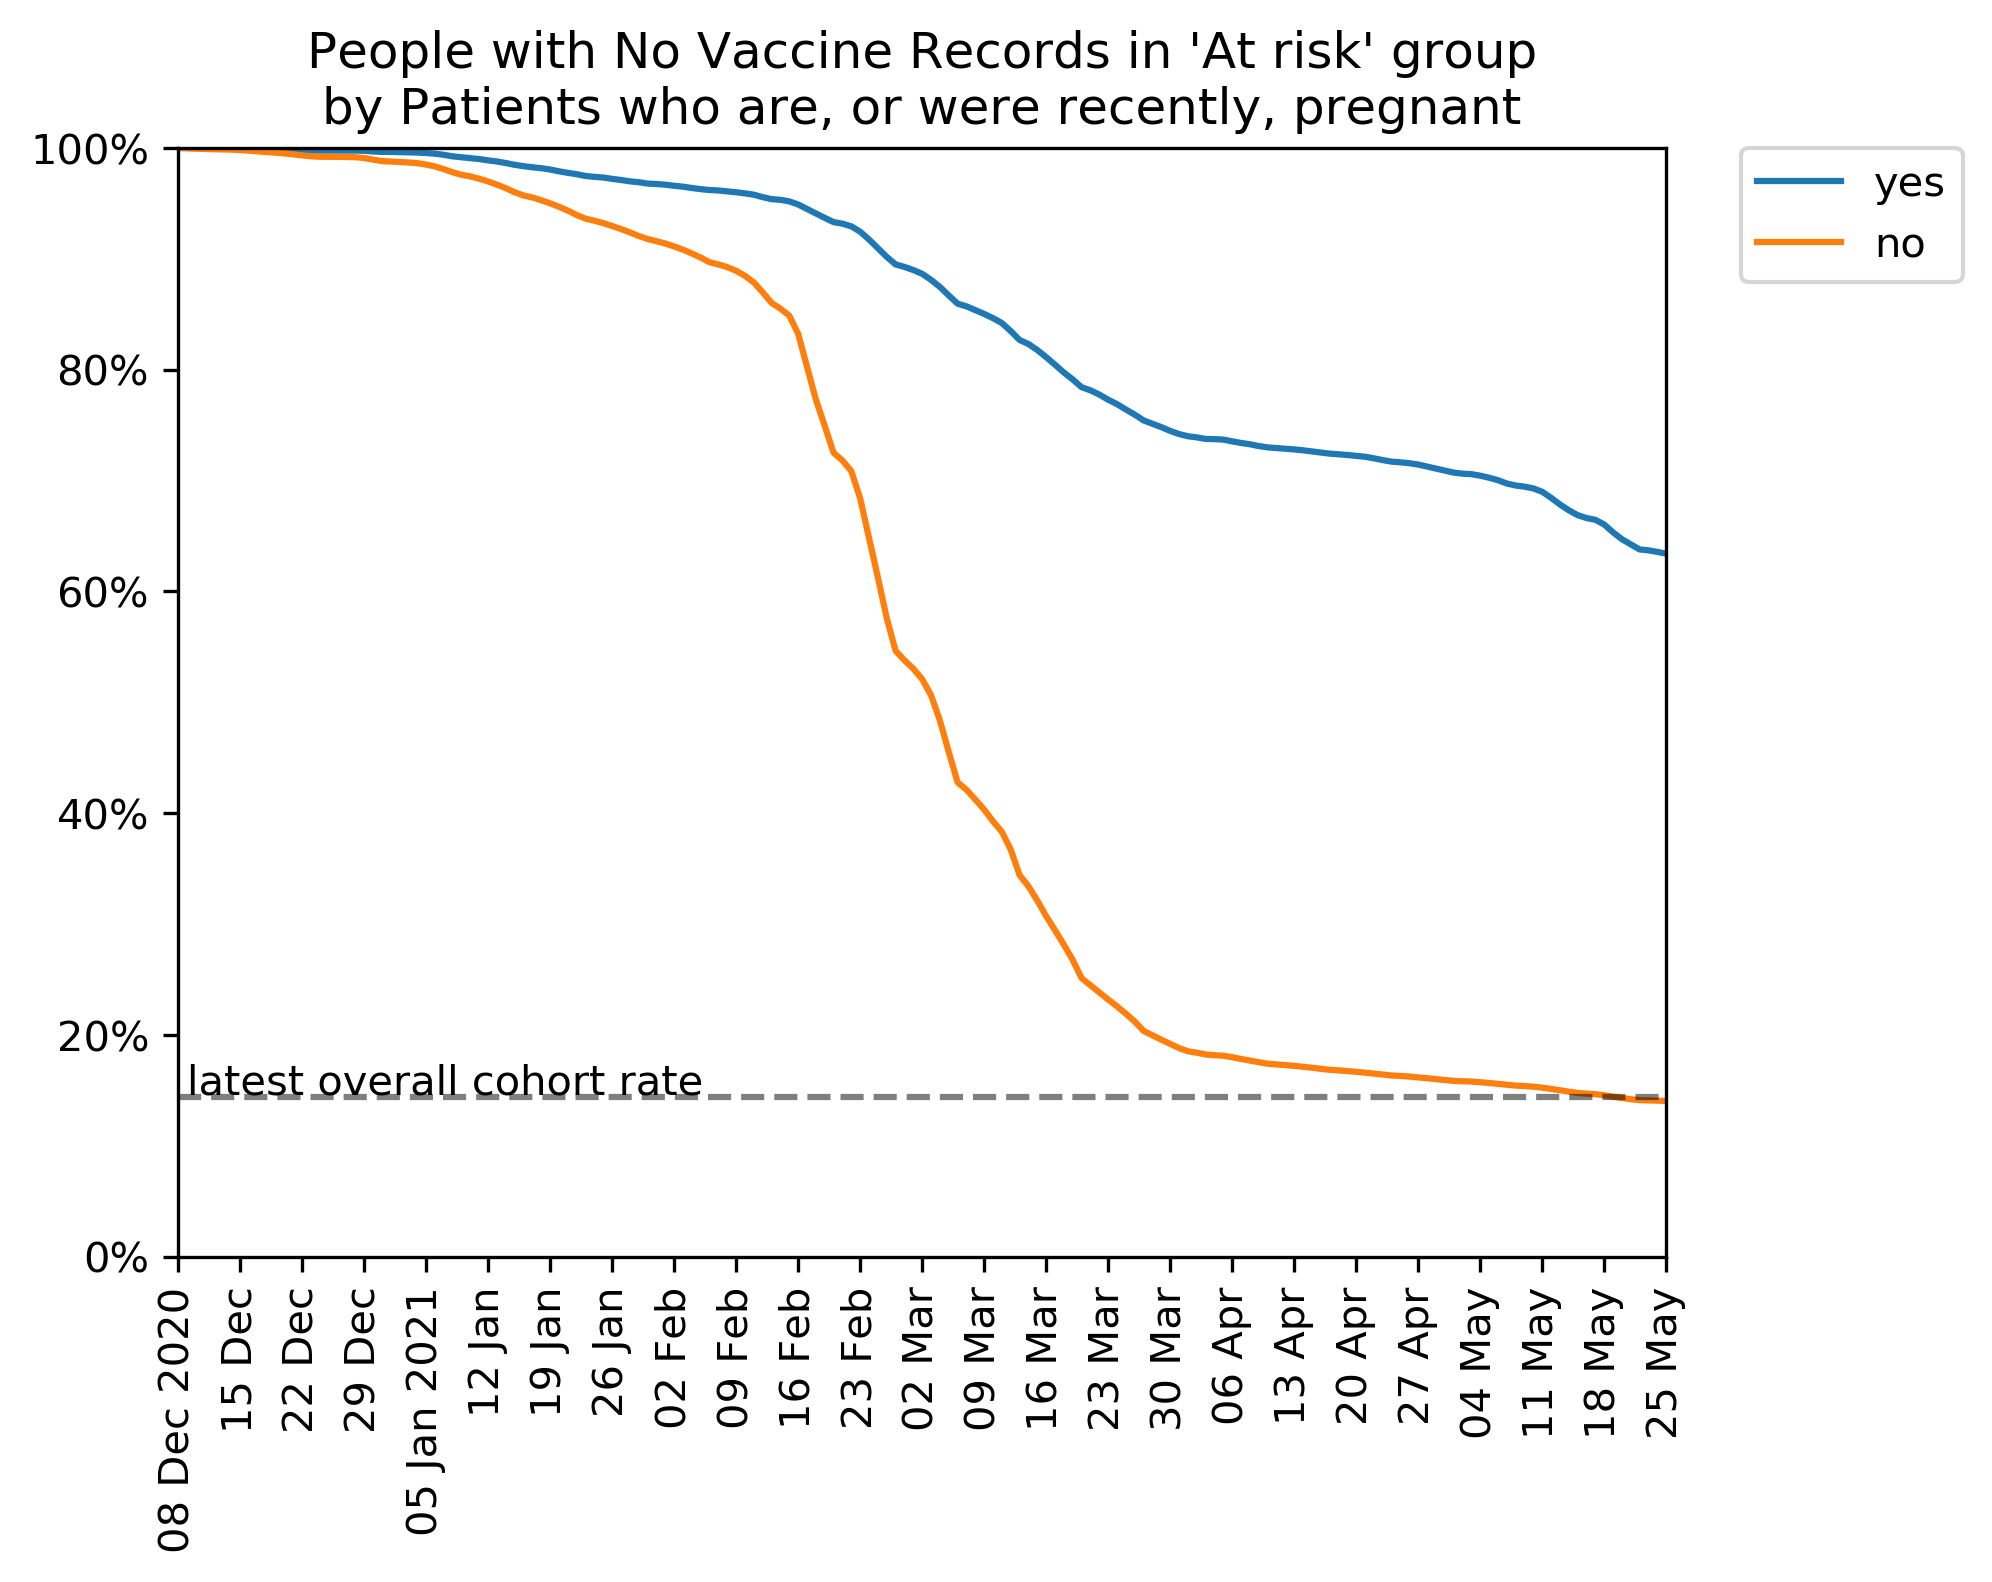 People with No Vaccine Records in 'At risk' group
by Patients who are, or were recently, pregnant
yes
no
100%
80%
60%
40%
20%
0%
latest overall cohort rate
08 Dec 2020
15 Dec
22 Dec
29 Dec
05 Jan 2021
12 Jan
19 Jan
26 Jan
02 Feb
09 Feb
16 Feb
23 Feb
02 Mar
09 Mar
16 Mar
23 Mar
30 Mar
06 Apr
13 Apr
20 Apr
27 Apr
04 May
11 May
18 May
25 May